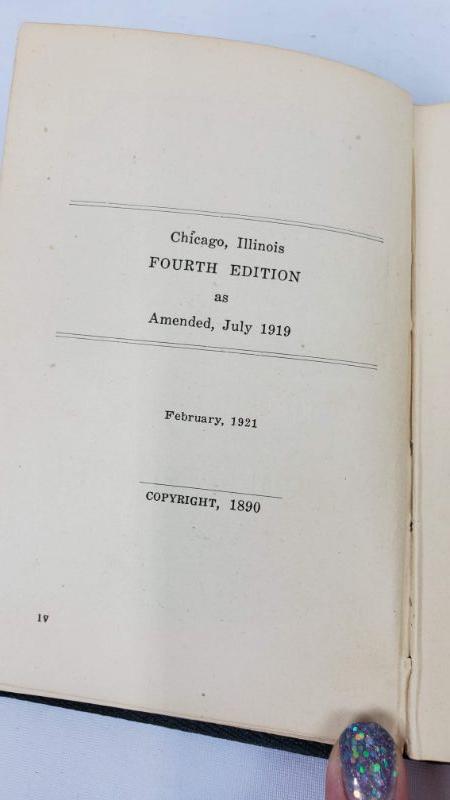 Chicago, Illinois
FOURTH EDITION
as
Amended, July 1919
February, 1921
COPYRIGHT, 1890
iv